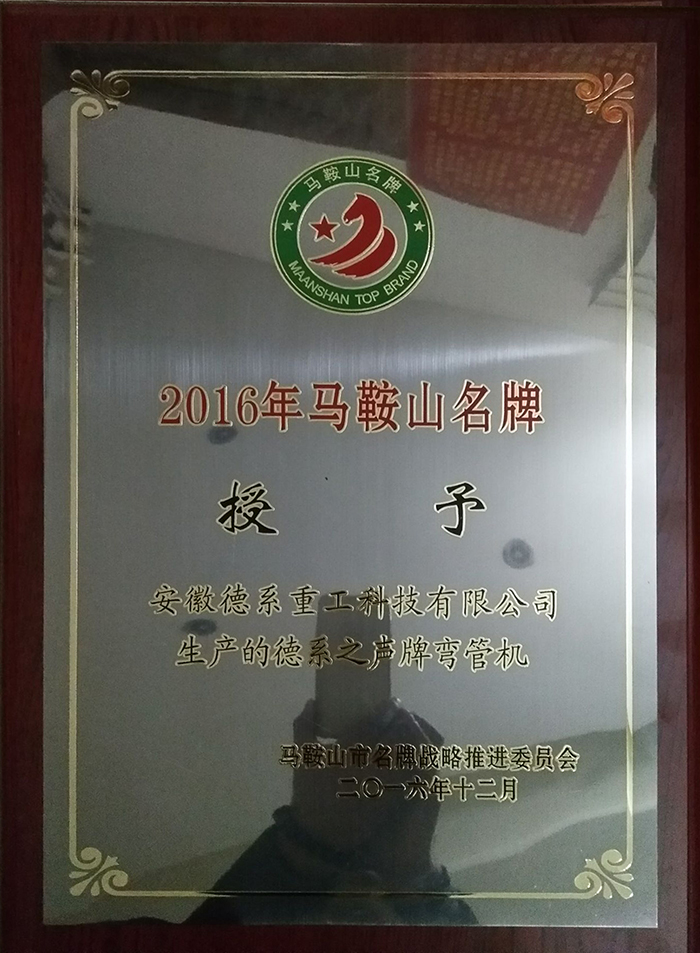 马鞍山名牌
MAANSHAN TOP BRAND
2016年马鞍山名牌
授 予
安徽德系重工科技有限公司
生产的德系之声牌弯管机
马鞍山市名牌战略推进委员会
二〇一六年十二月